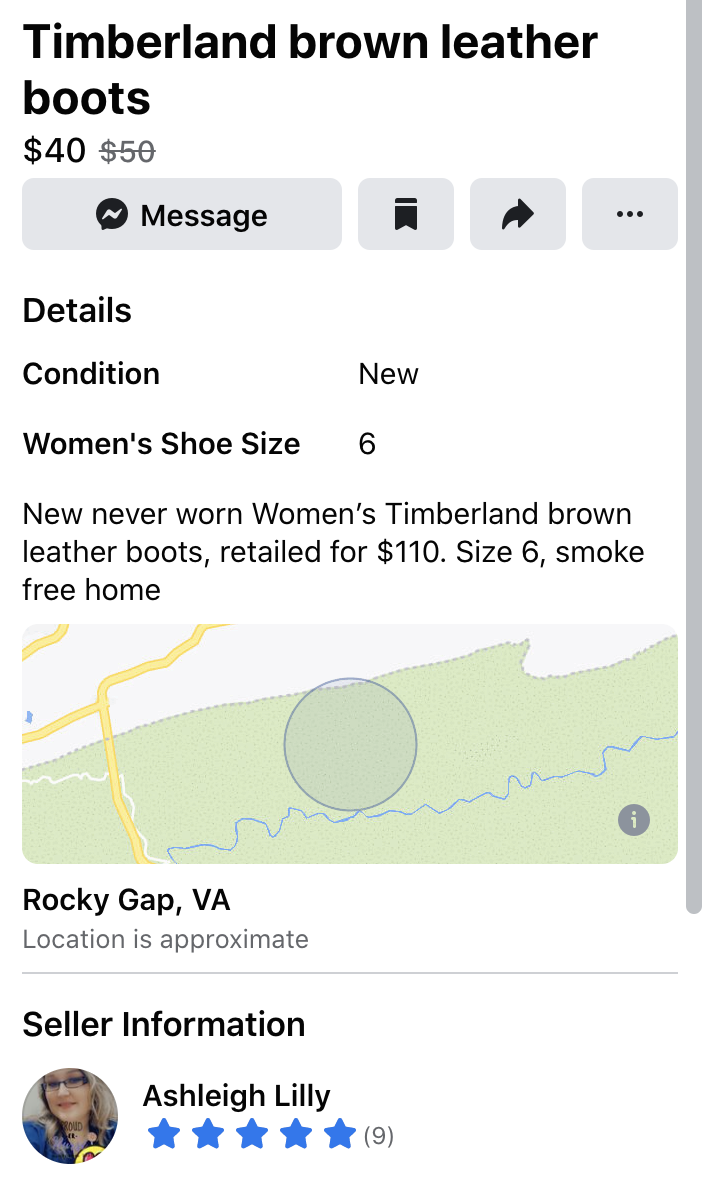 Timberland brown leather
boots
$40 $50
Message
Details
Condition New
Women's Shoe Size 6
New never worn Women’s Timberland brown
leather boots, retailed for $110. Size 6, smoke
free home
Rocky Gap, VA
Location is approximate
Seller Information
Ashleigh Lilly
(9)